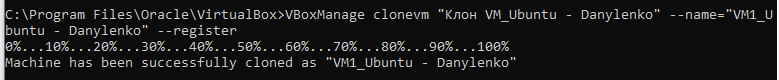 C:\Program Files\Oracle\VirtualBox>VBoxManage clonevm "Клон VM_Ubuntu - Danylenko" --name="VM1_U
buntu - Danylenko" --register
0%...10%...20%...30%...40%...50%...60%...70%...80%...90%...100%
Machine has been successfully cloned as "VM1_Ubuntu - Danylenko"